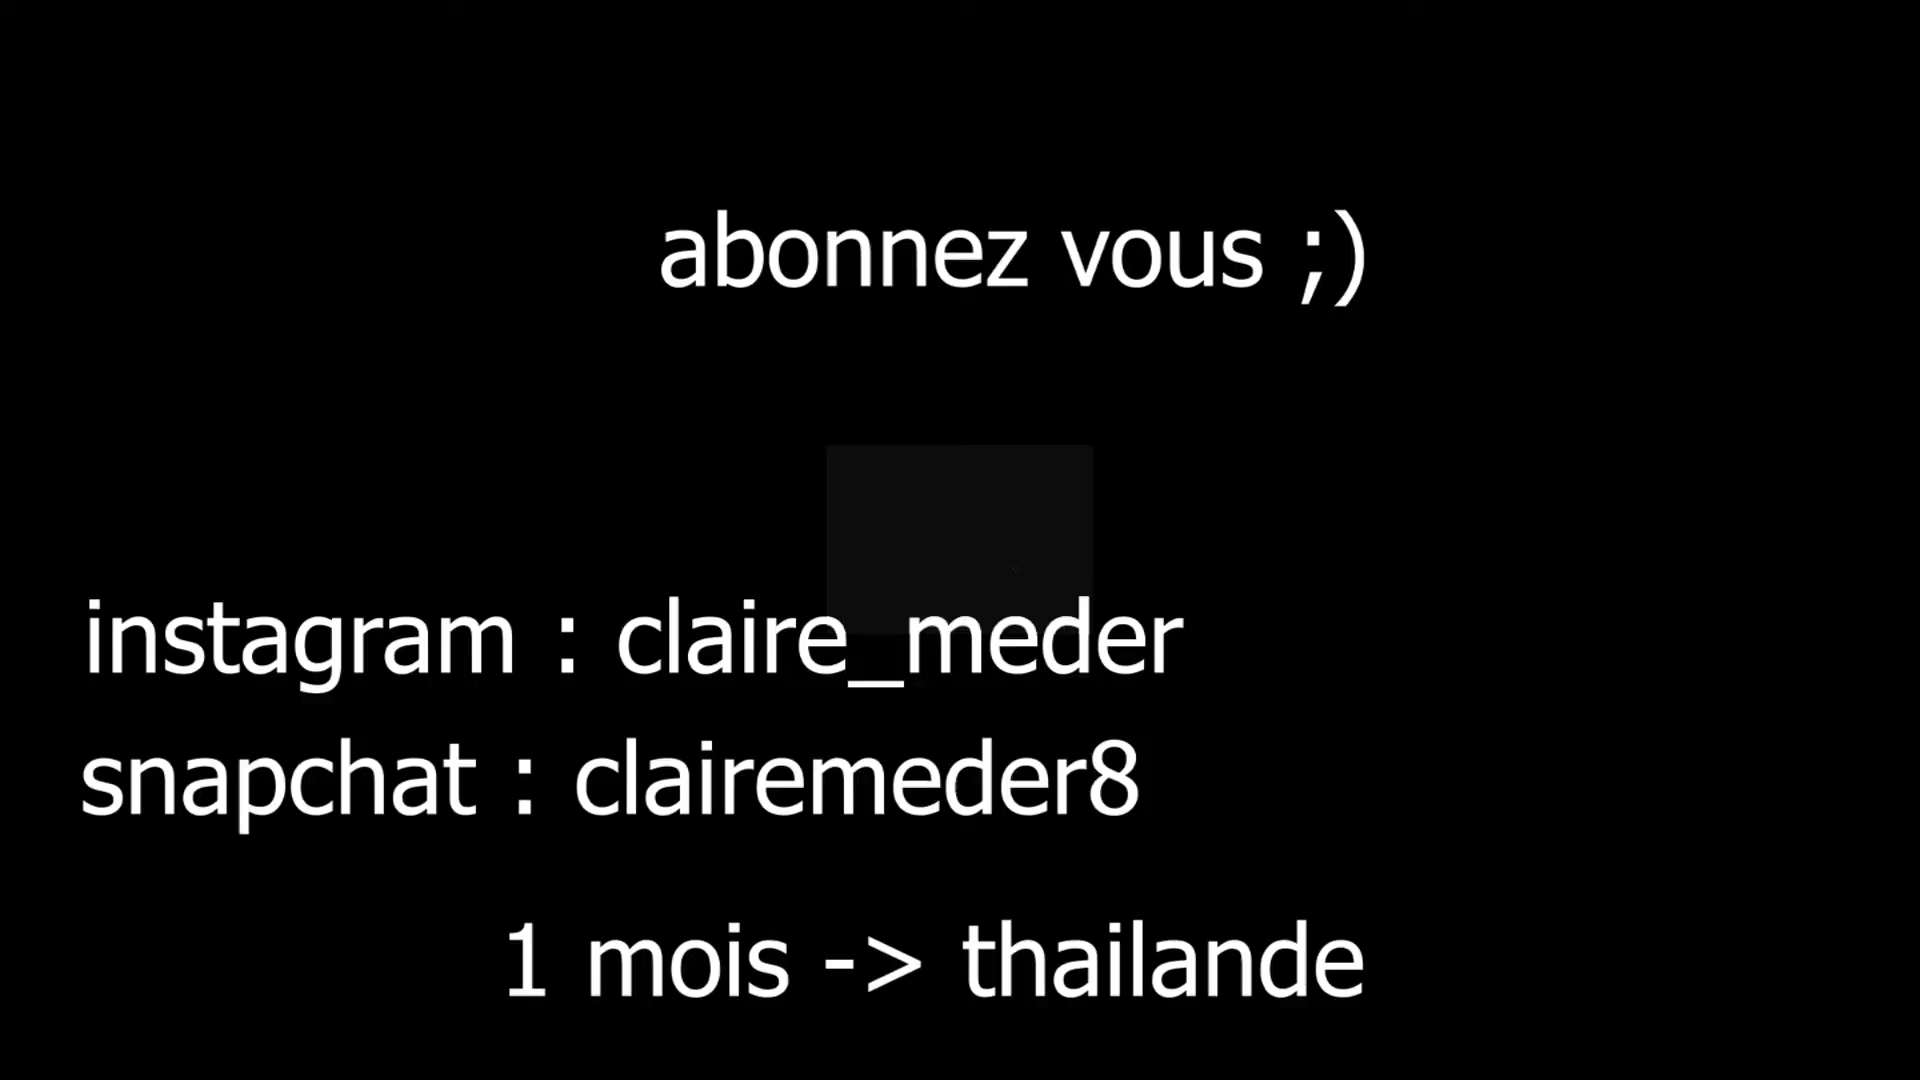 abonnez vous ;)
instagram : claire_meder
snapchat : clairemeder8
1 mois -> thailande